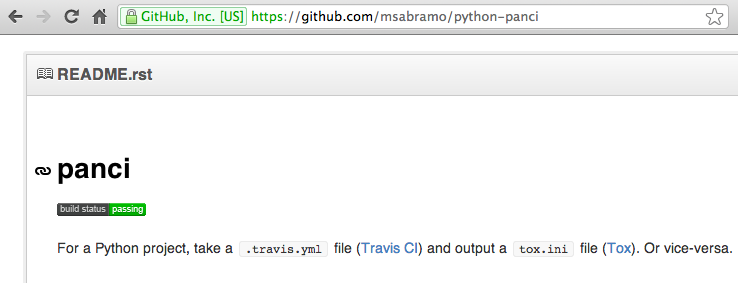 GitHub, Inc. [US] https://github.com/msabramo/python-panci
README.rst
panci
build status passing
For a Python project, take a .travis.yml file (Travis CI) and output a tox.ini file (Tox). Or vice-versa.